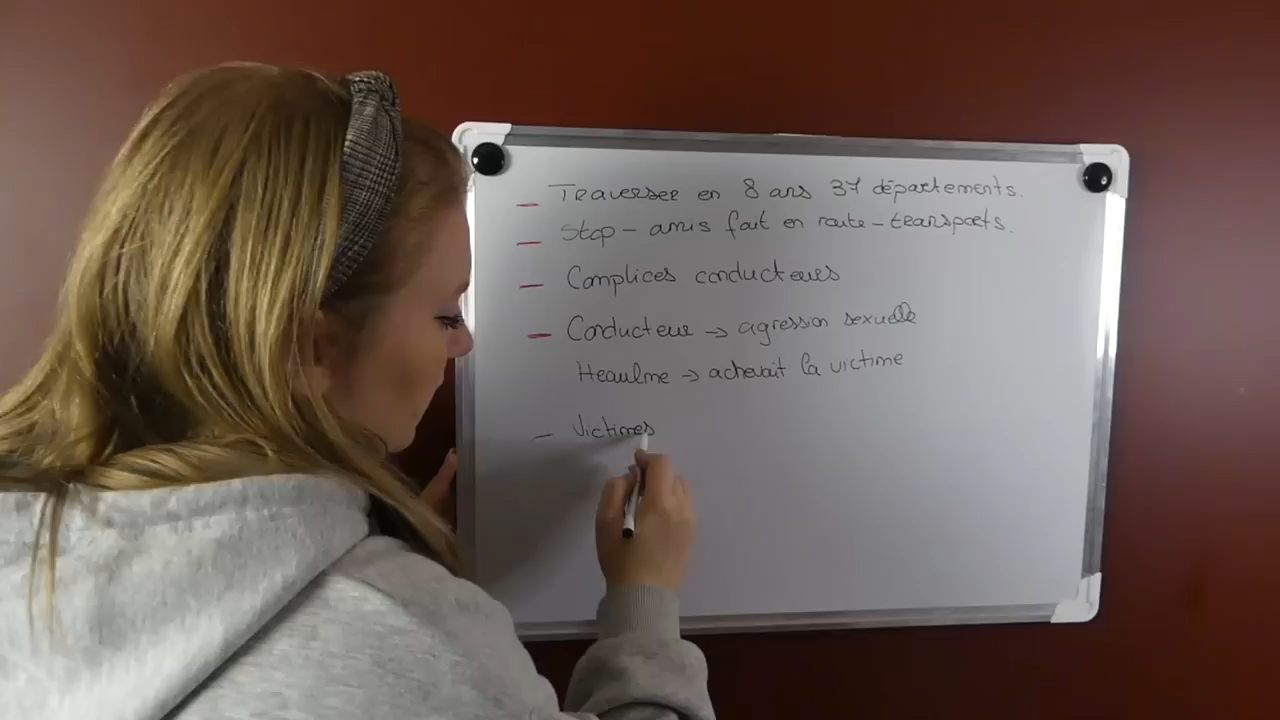 – Traverser en 8 ans 37 départements.
– Stop – amis fait en route – transports.
– Complices conducteurs
– Conducteur → agression sexuelle
Heaulme → achevait la victime
– Victimes